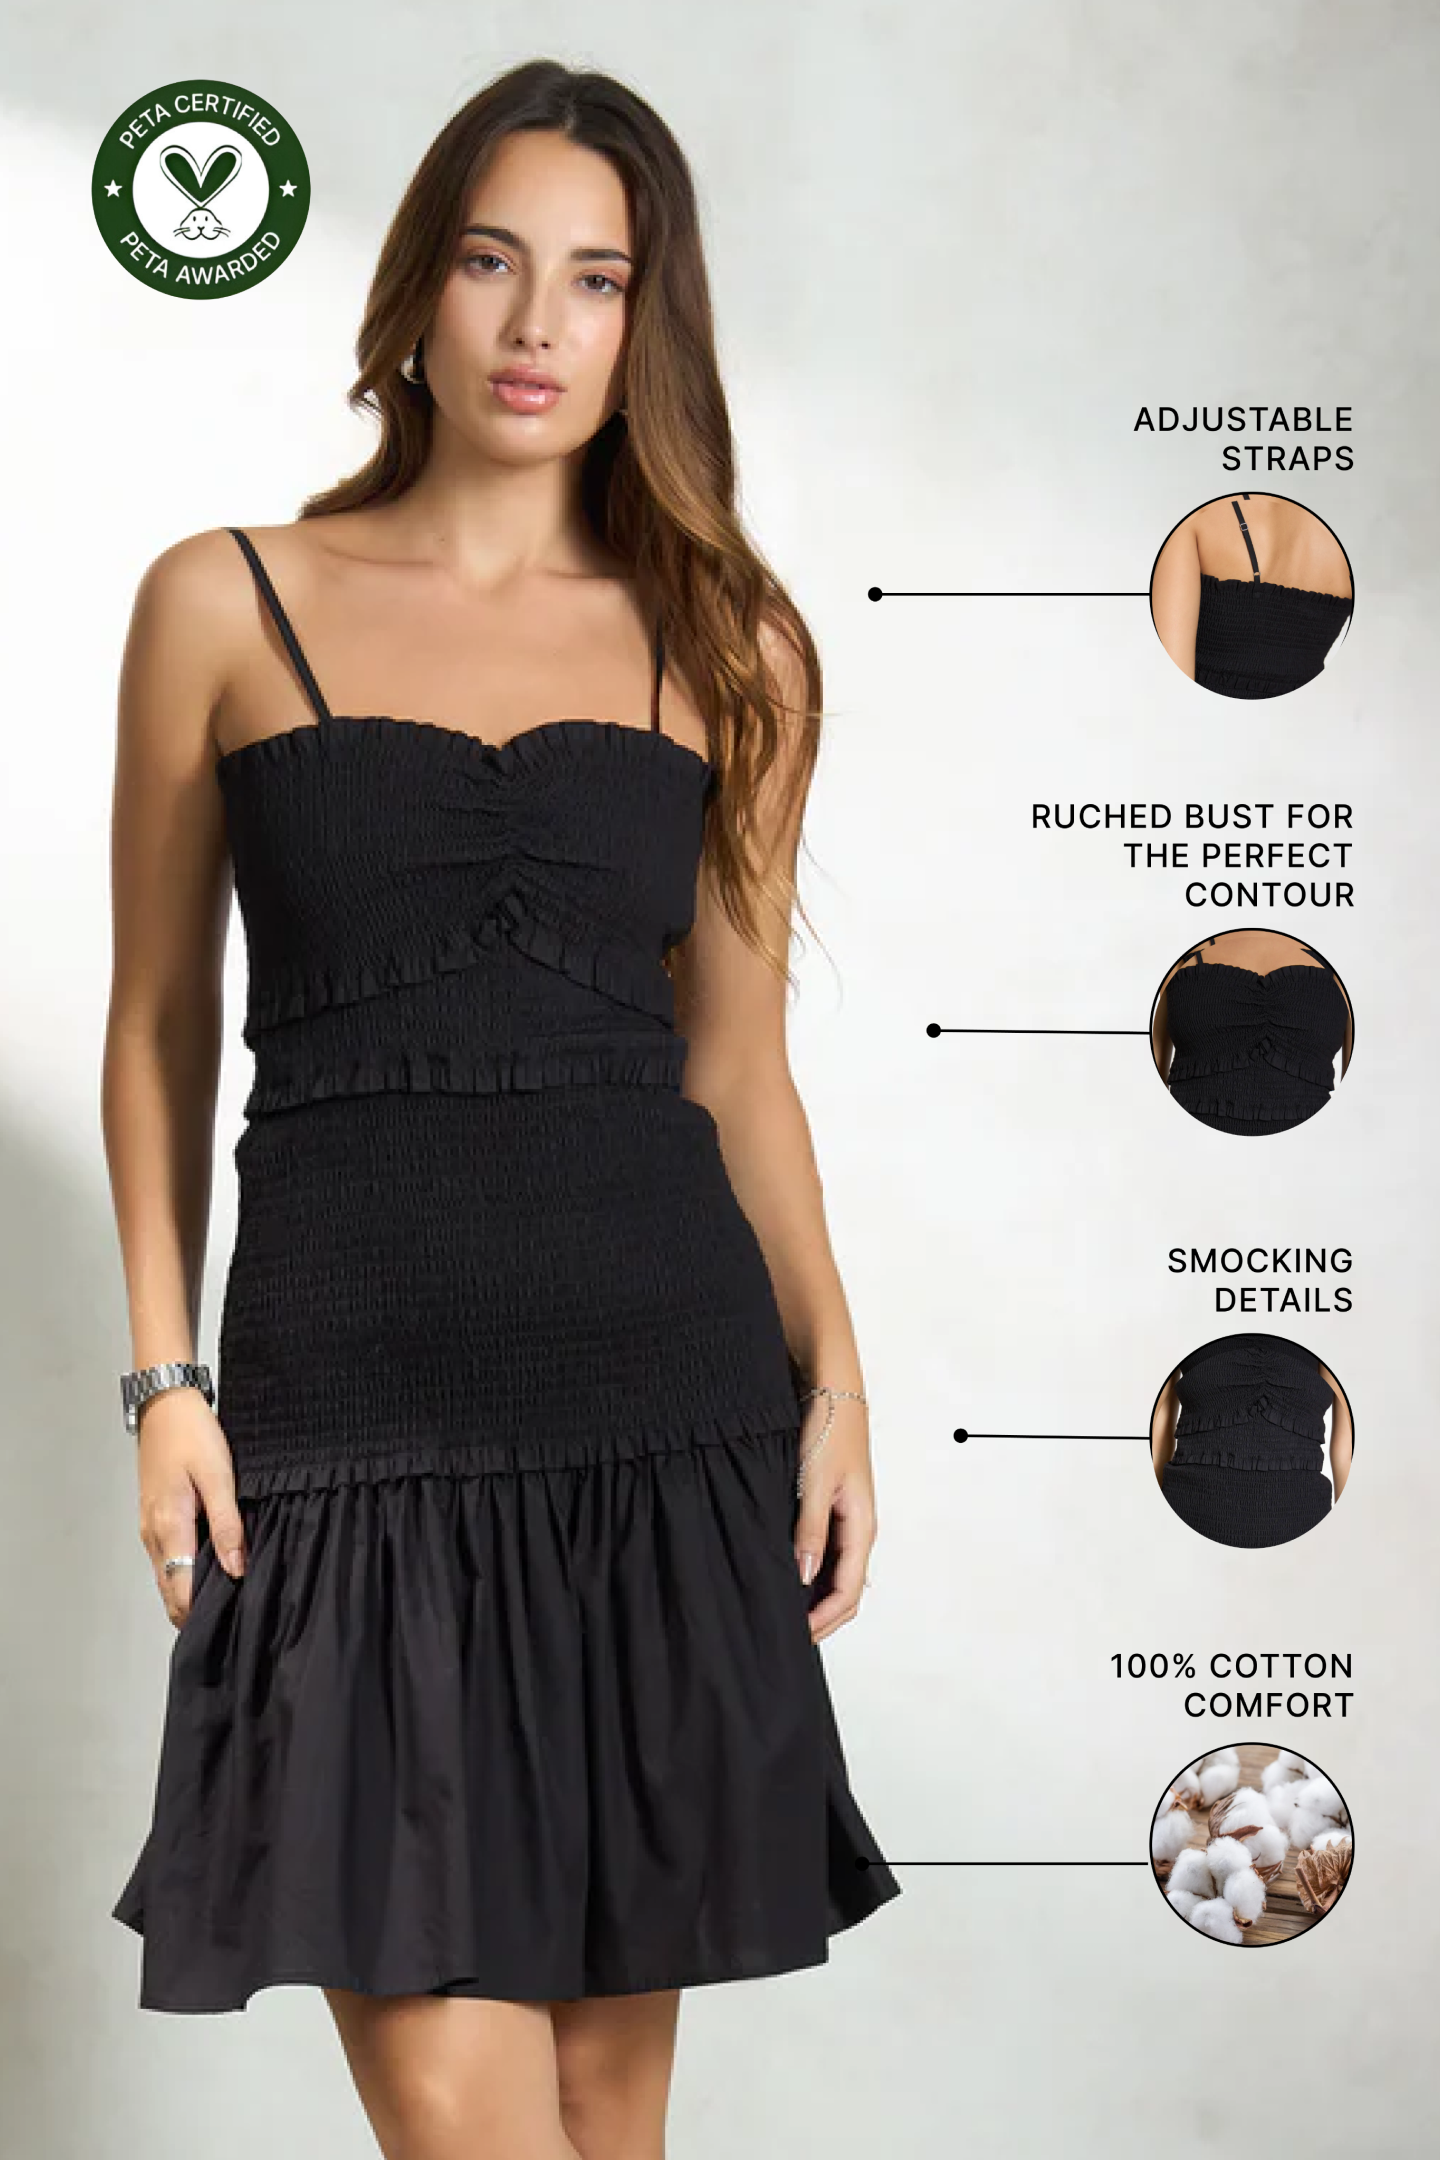 PETA CERTIFIED
PETA AWARDED
ADJUSTABLE
STRAPS
RUCHED BUST FOR
THE PERFECT
CONTOUR
SMOCKING
DETAILS
100% COTTON
COMFORT